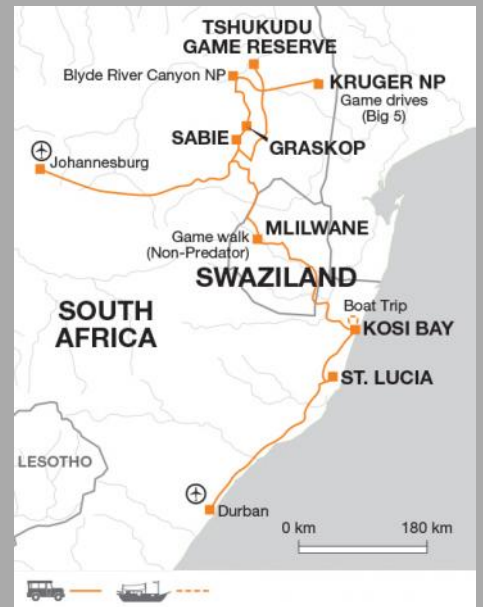 TSHUKUDU
GAME RESERVE
Blyde River Canyon NP
KRUGER NP
Game drives
(Big 5)
SABIE
GRASKOP
Johannesburg
MLILWANE
Game walk
(Non-Predator)
SWAZILAND
SOUTH
AFRICA
Boat Trip
KOSI BAY
ST. LUCIA
LESOTHO
Durban
0 km
180 km